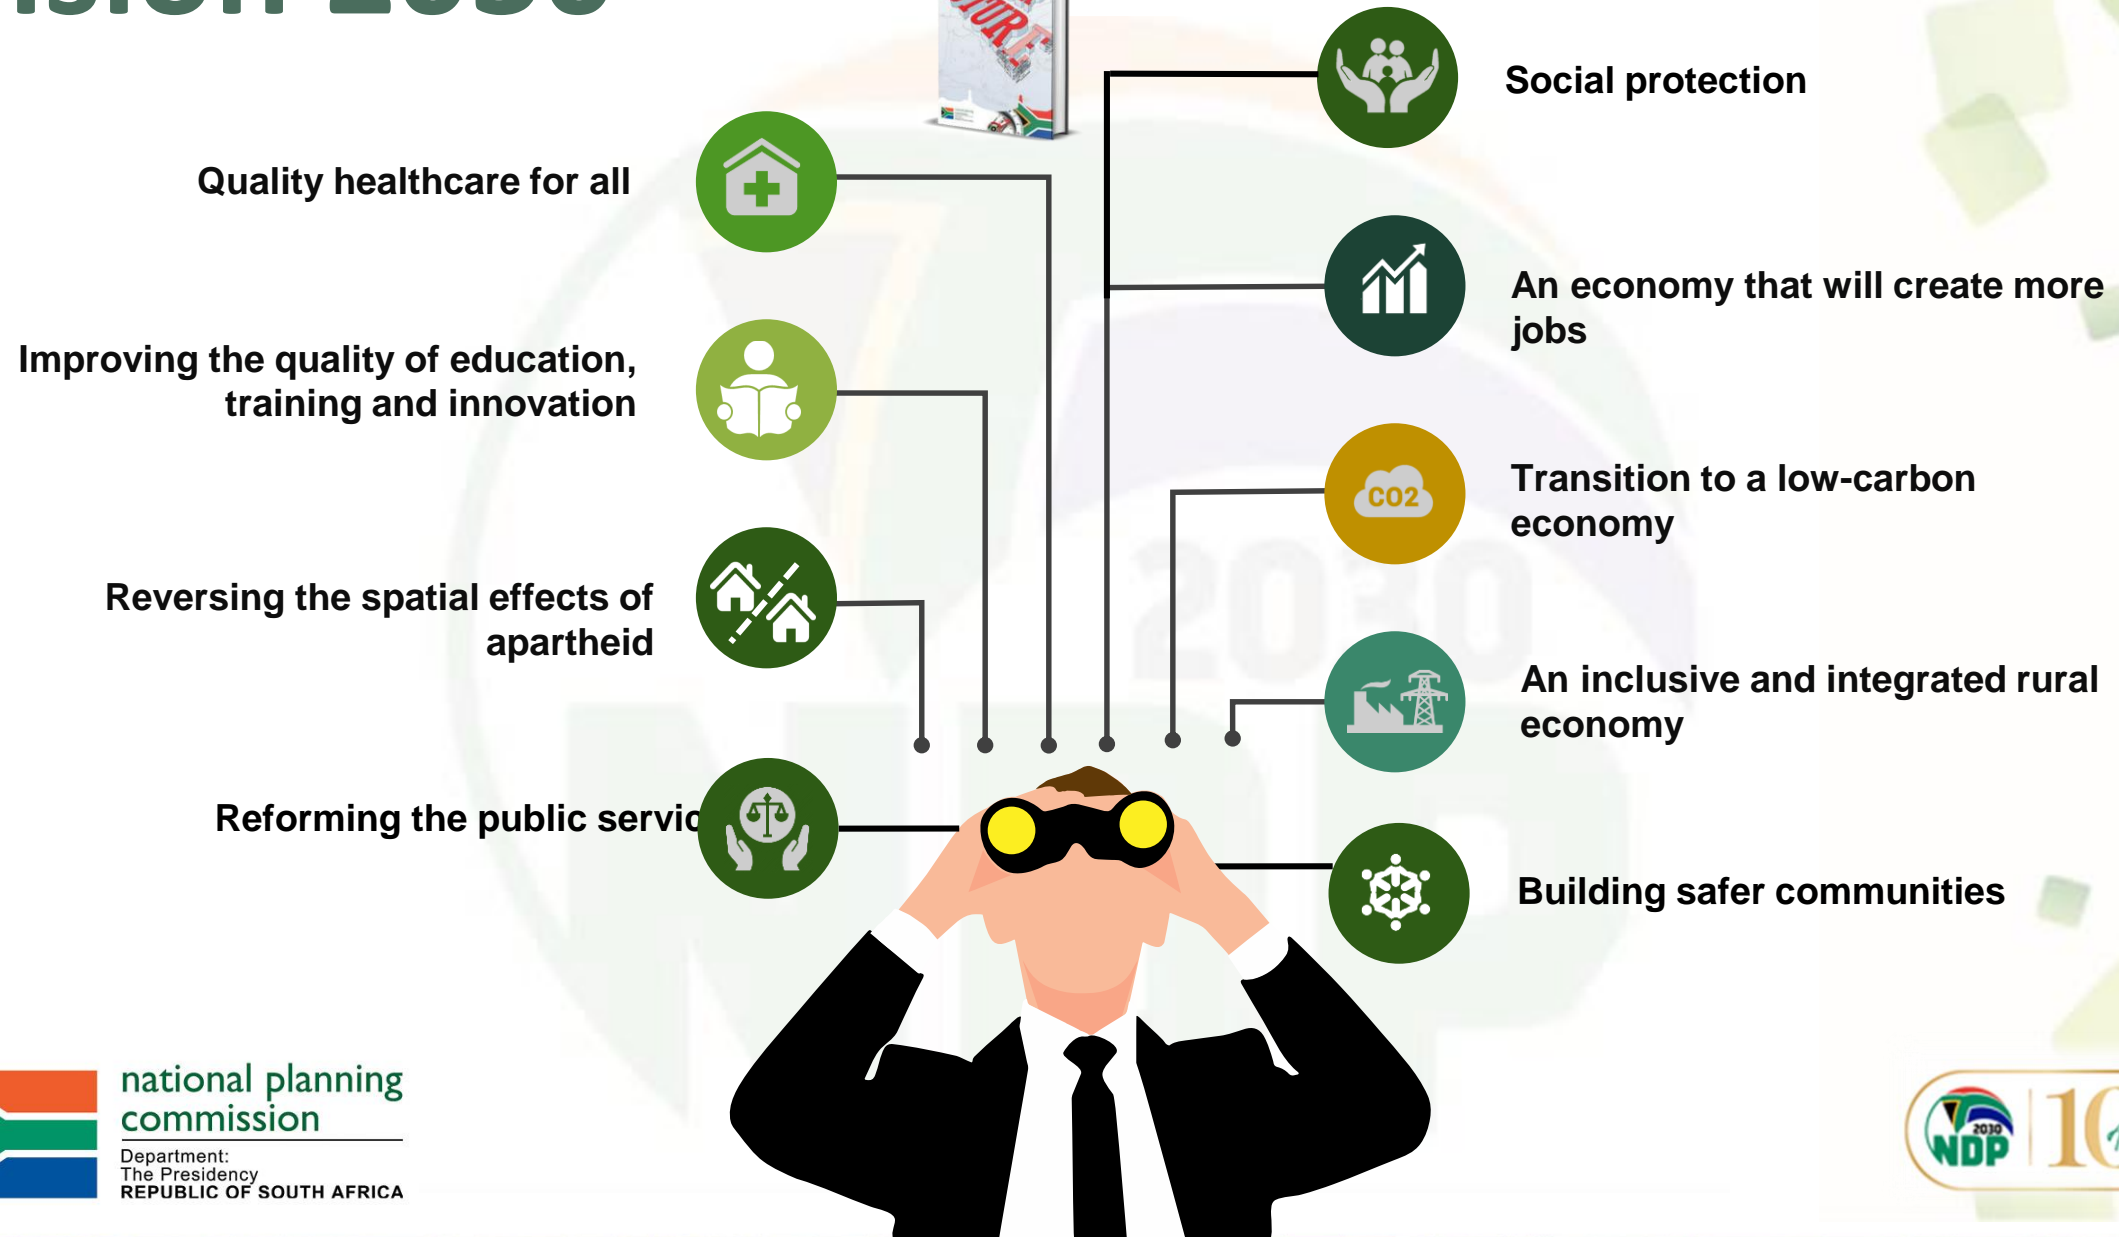 2030
Social protection
Quality healthcare for all
An economy that will create more
jobs
Improving the quality of education,
training and innovation
Transition to a low-carbon
economy
CO2
Reversing the spatial effects of
apartheid
An inclusive and integrated rural
economy
Reforming the public servic
Building safer communities
2030
NDP
national planning
commission
Department:
The Presidency
REPUBLIC OF SOUTH AFRICA
2030
NDP